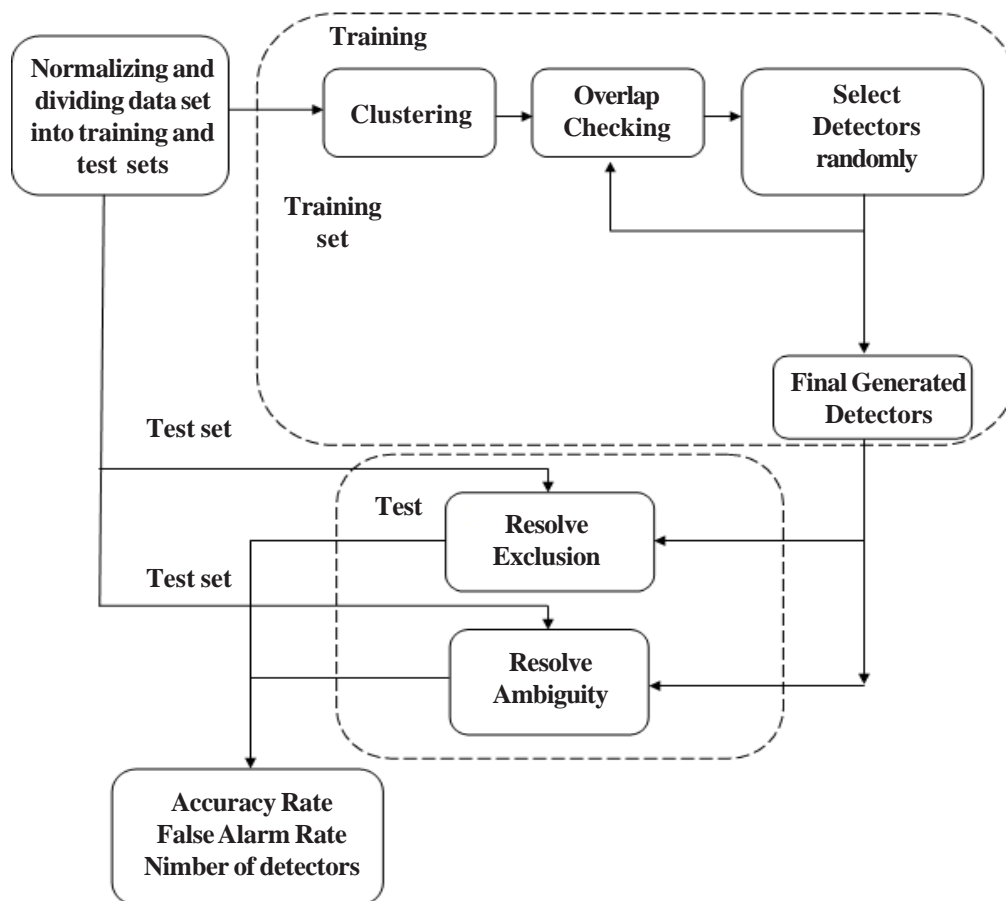 Training
Normalizing and
dividing data set
into training and
test sets
Clustering
Overlap
Checking
Select
Detectors
randomly
Training
set
Final Generated
Detectors
Test set
Test
Resolve
Exclusion
Test set
Resolve
Ambiguity
Accuracy Rate
False Alarm Rate
Nimber of detectors